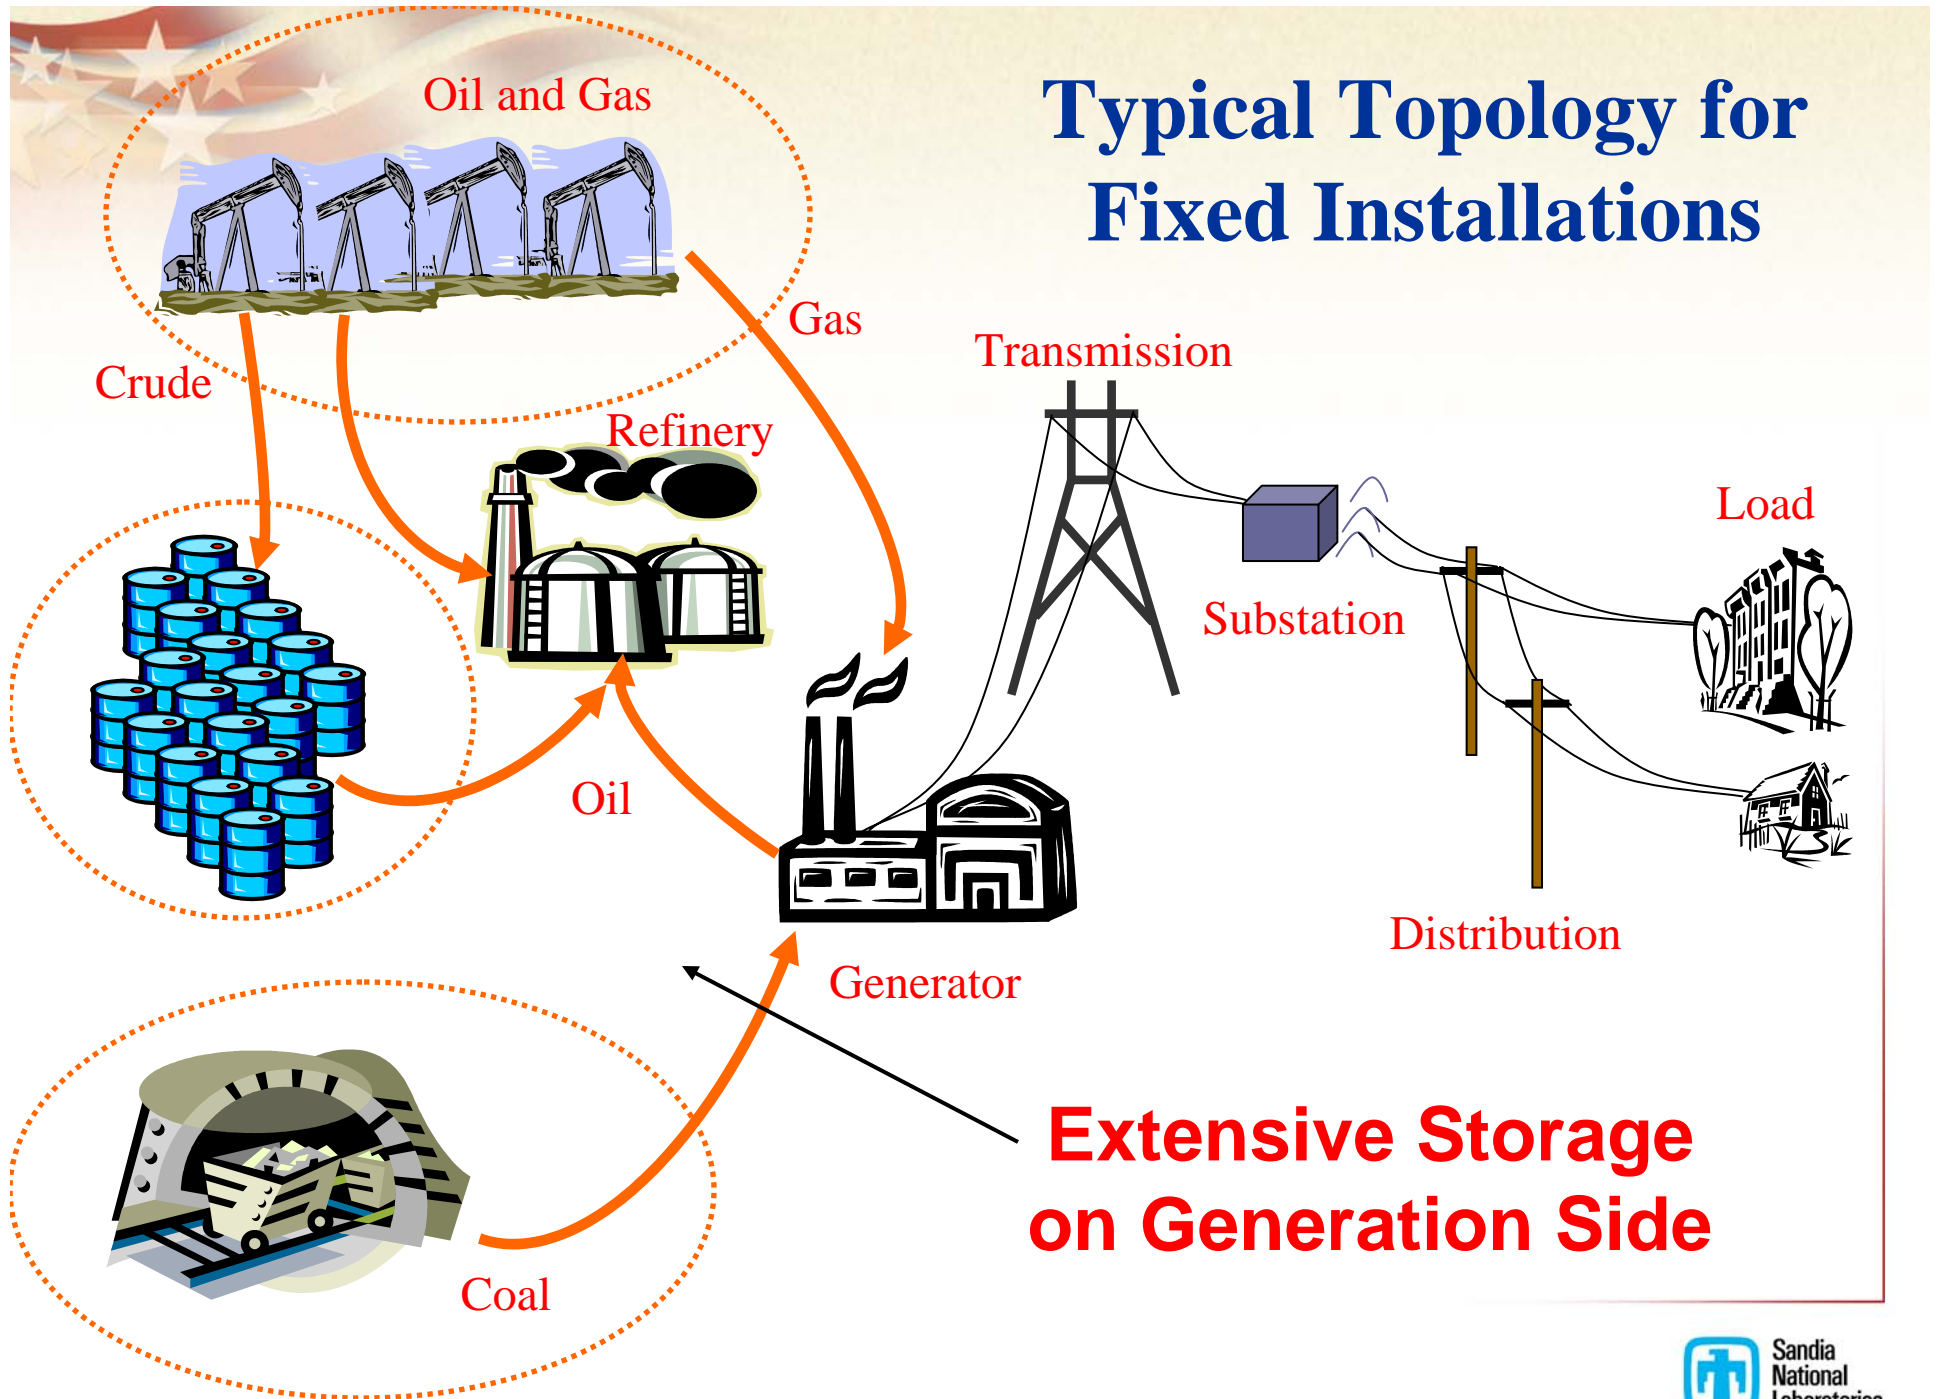 Oil and Gas
Typical Topology for
Fixed Installations
Gas
Transmission
Crude
Refinery
Load
Substation
Oil
Distribution
Generator
Extensive Storage
on Generation Side
Coal
Sandia
National
Laboratories